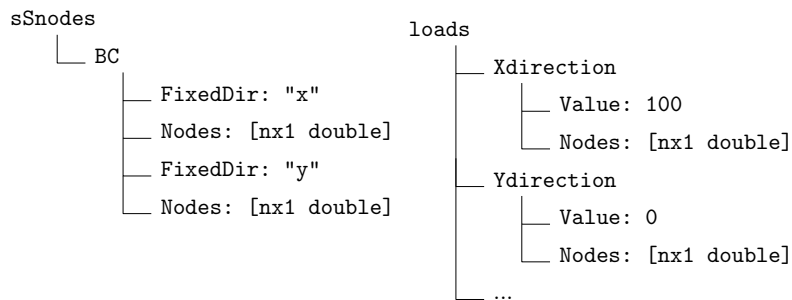 sSnodes
BC
FixedDir: "x"
Nodes: [nx1 double]
FixedDir: "y"
Nodes: [nx1 double]
loads
Xdirection
Value: 100
Nodes: [nx1 double]
Ydirection
Value: 0
Nodes: [nx1 double]
...